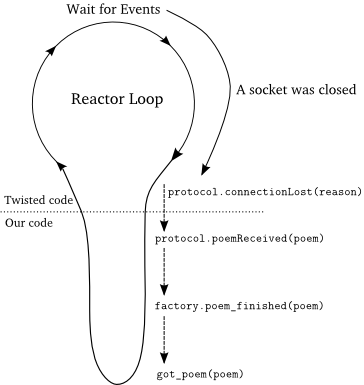 Wait for Events
Reactor Loop
A socket was closed
protocol.connectionLost(reason)
Twisted code
Our code
protocol.poemReceived(poem)
factory.poem_finished(poem)
got_poem(poem)